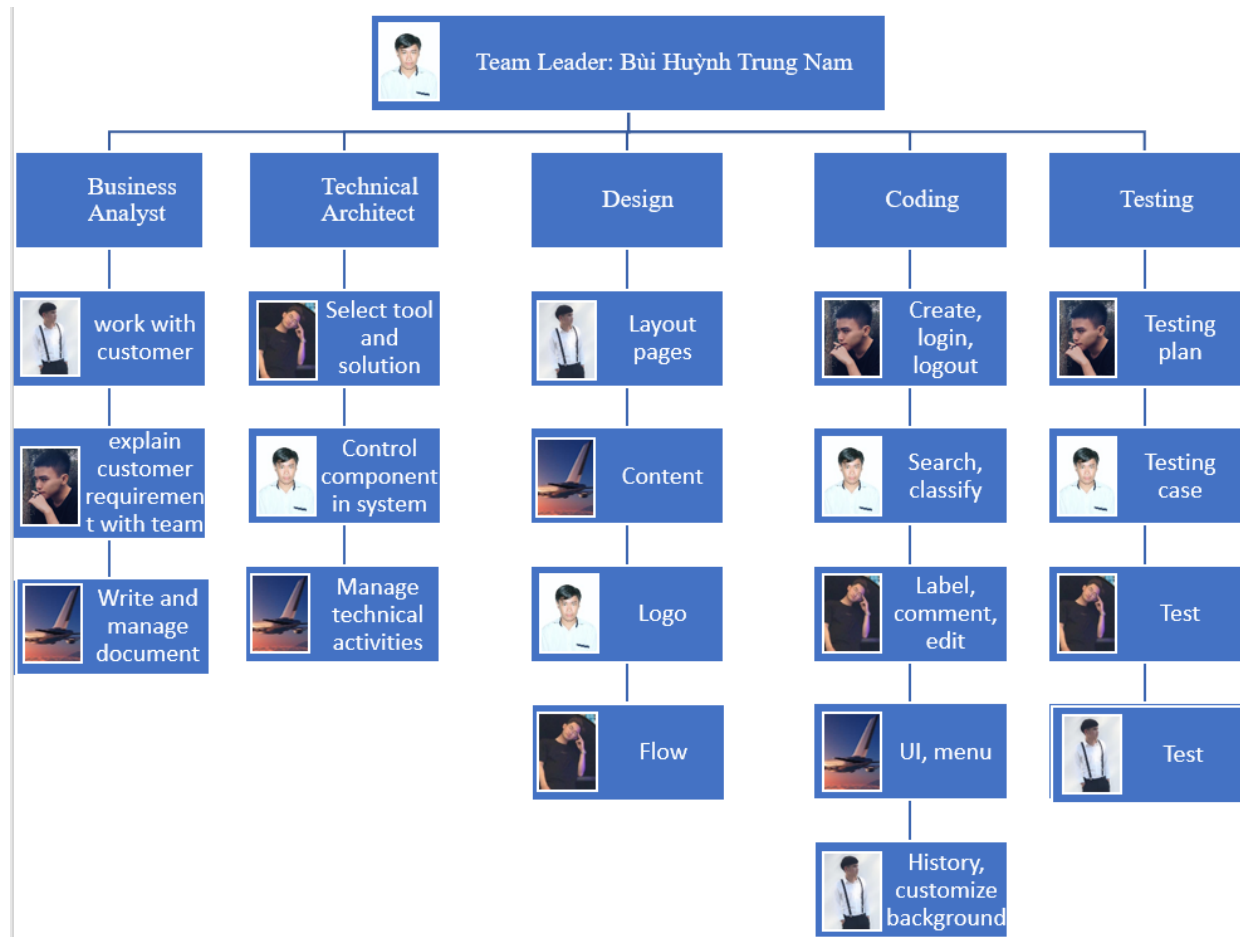 Team Leader: Bùi Huỳnh Trung Nam
Business
Analyst
work with
customer
explain
customer
requiremen
t with team
Write and
manage
document
Technical
Architect
Select tool
and
solution
Control
component
in system
Manage
technical
activities
Design
Layout
pages
Content
Logo
Flow
Coding
Create,
login,
logout
Search,
classify
Label,
comment,
edit
UI, menu
History,
customize
background
Testing
Testing
plan
Testing
case
Test
Test